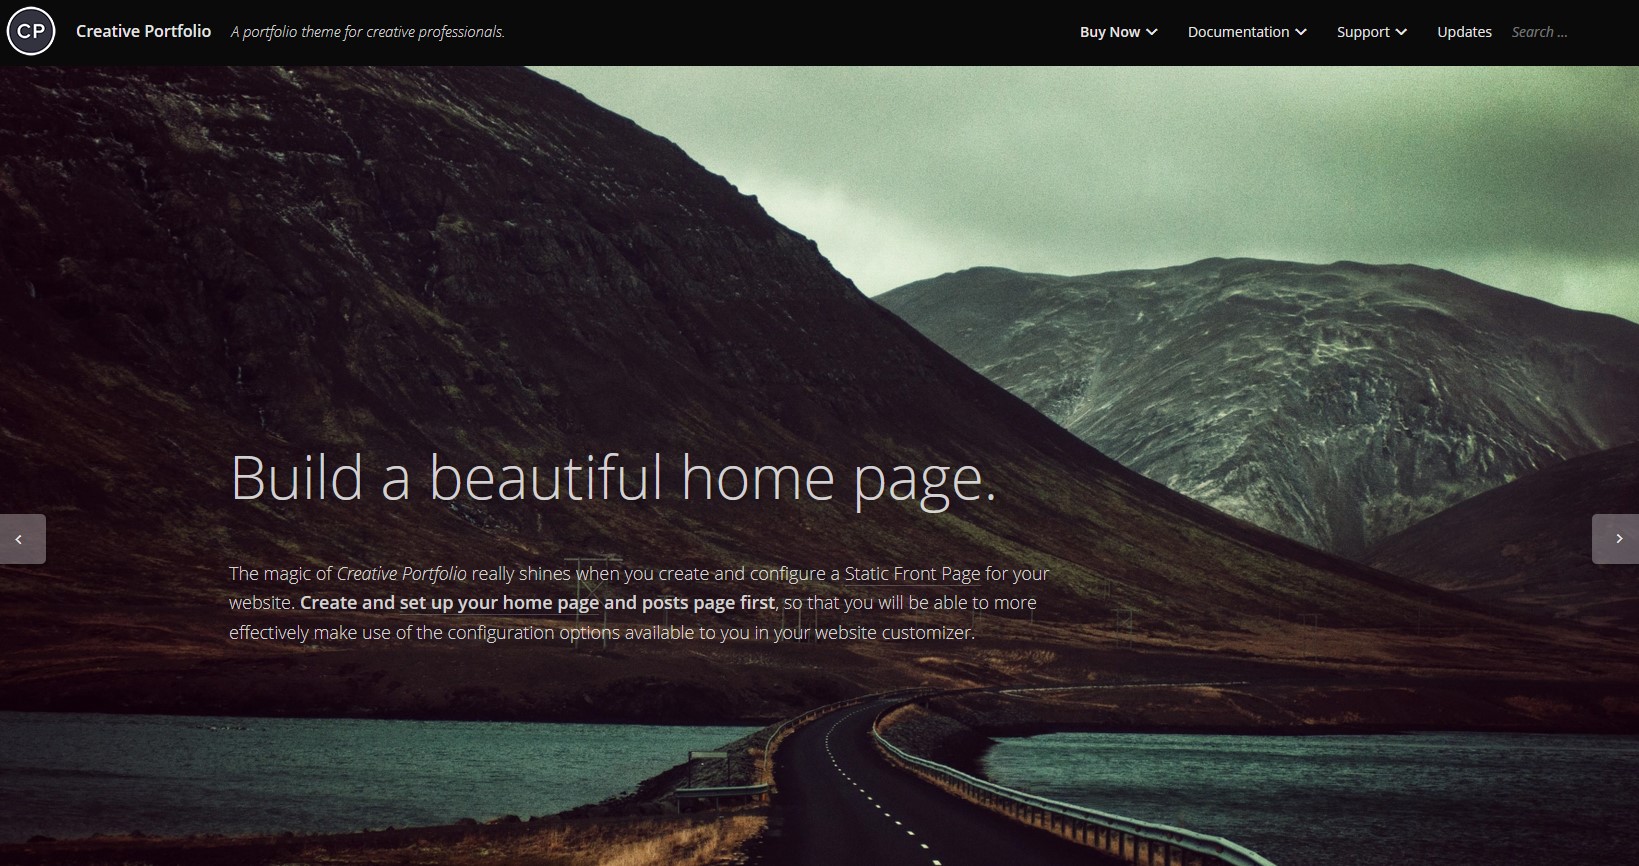 CP
Creative Portfolio
A portfolio theme for creative professionals.
Buy Now
Documentation
Support
Updates
Search ...
Build a beautiful home page.
The magic of Creative Portfolio really shines when you create and configure a Static Front Page for your
website. Create and set up your home page and posts page first, so that you will be able to more
effectively make use of the configuration options available to you in your website customizer.